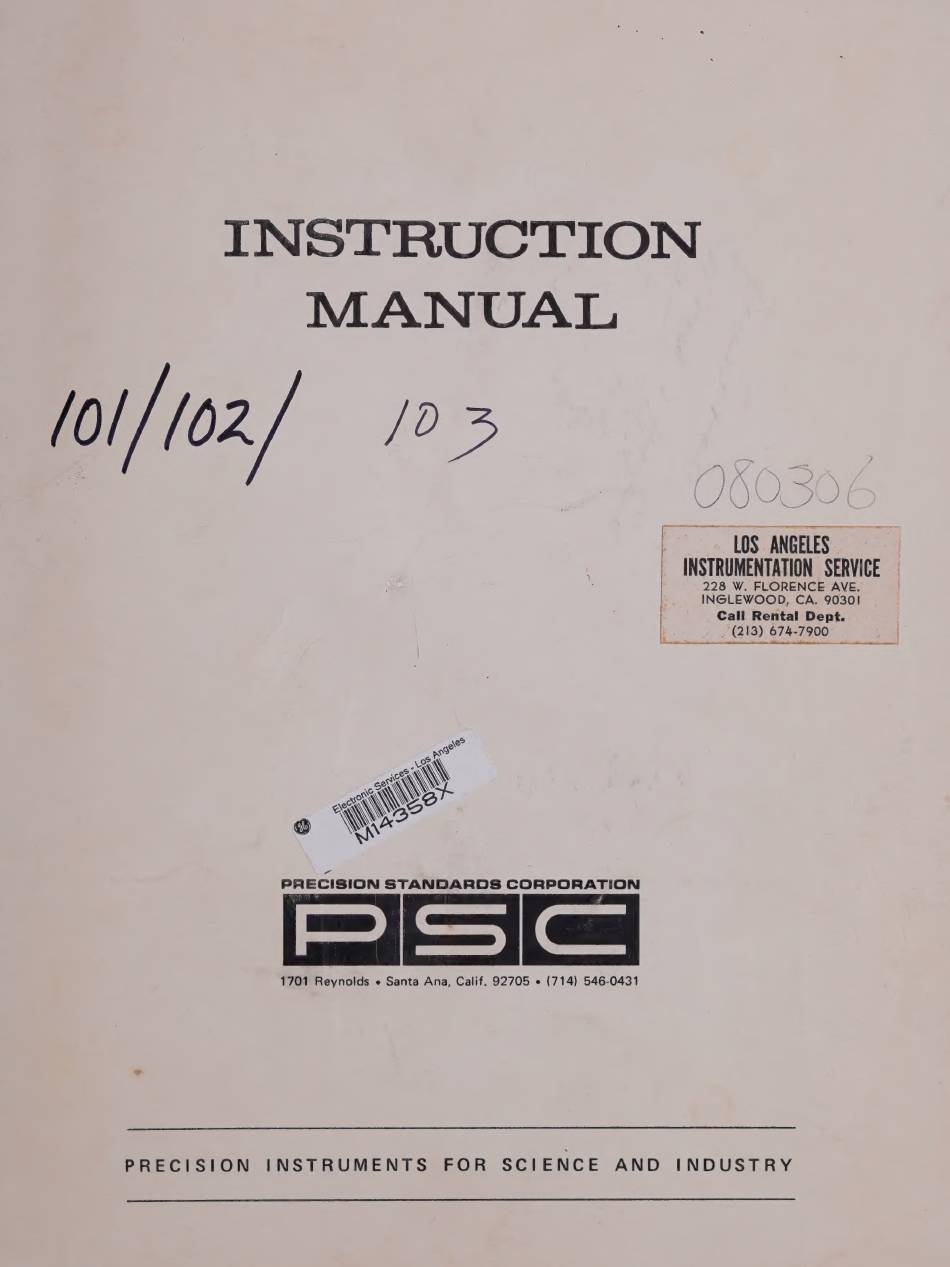 INSTRUCTION
MANUAL
101/102/ 103
080306
LOS ANGELES
INSTRUMENTATION SERVICE
228 W. FLORENCE AVE.
INGLEWOOD, CA. 90301
Call Rental Dept.
(213) 674-7900
Electronic Services - Los Angeles
M14358X
PRECISION STANDARDS CORPORATION
PSC
1701 Reynolds • Santa Ana, Calif. 92705 • (714) 546-0431
PRECISION INSTRUMENTS FOR SCIENCE AND INDUSTRY